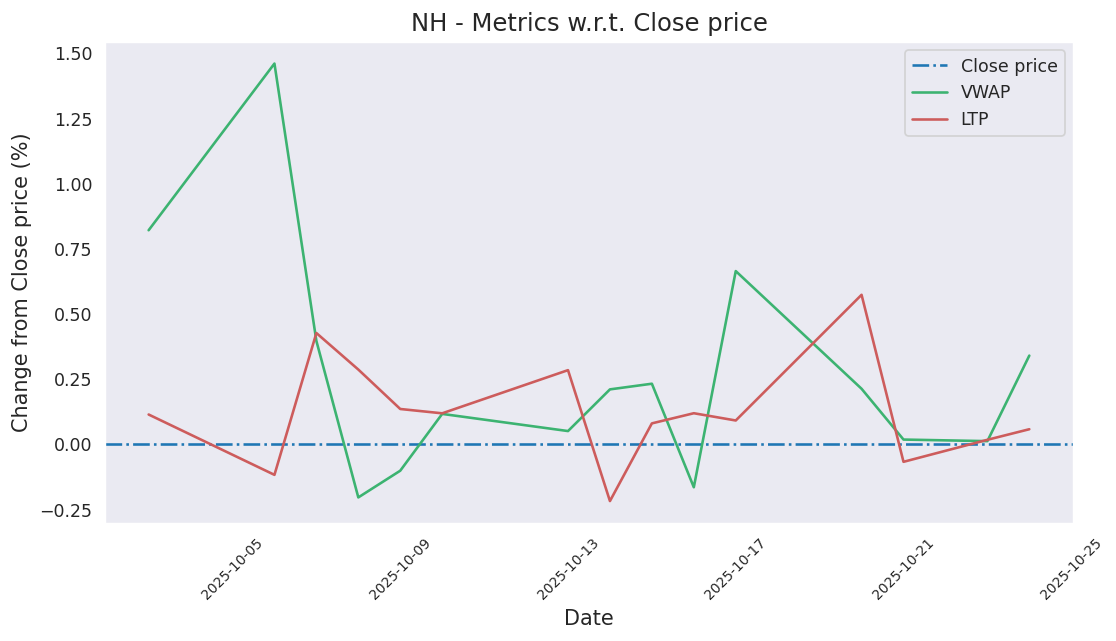 NH - Metrics w.r.t. Close price
Change from Close price (%)
1.50
1.25
1.00
0.75
0.50
0.25
0.00
−0.25
Close price
VWAP
LTP
2025-10-05
2025-10-09
2025-10-13
2025-10-17
2025-10-21
2025-10-25
Date